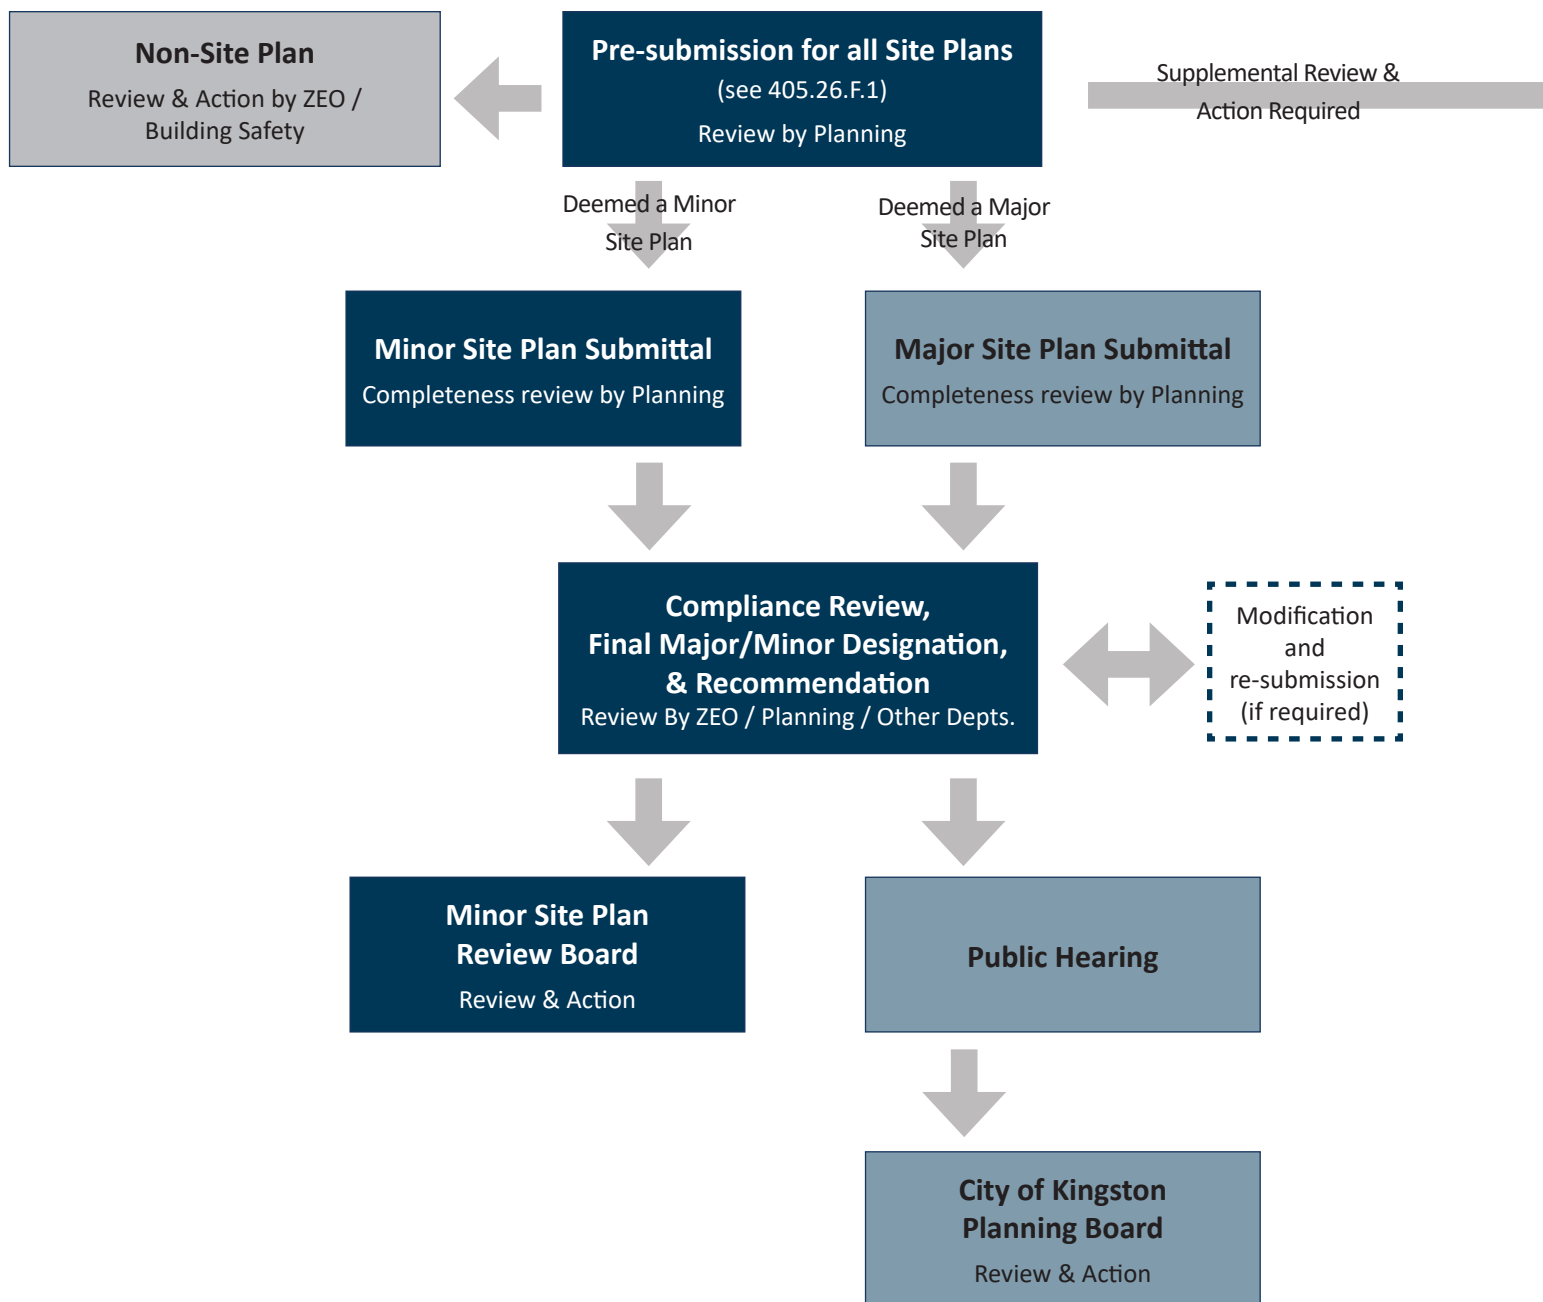 Non-Site Plan
Review & Action by ZEO /
Building Safety
Pre-submission for all Site Plans
(see 405.26.F.1)
Review by Planning
Supplemental Review &
Action Required
Deemed a Minor
Site Plan
Deemed a Major
Site Plan
Minor Site Plan Submittal
Completeness review by Planning
Major Site Plan Submittal
Completeness review by Planning
Compliance Review,
Final Major/Minor Designation,
& Recommendation
Review By ZEO / Planning / Other Depts.
Modification
and
re-submission
(if required)
Minor Site Plan
Review Board
Review & Action
Public Hearing
City of Kingston
Planning Board
Review & Action